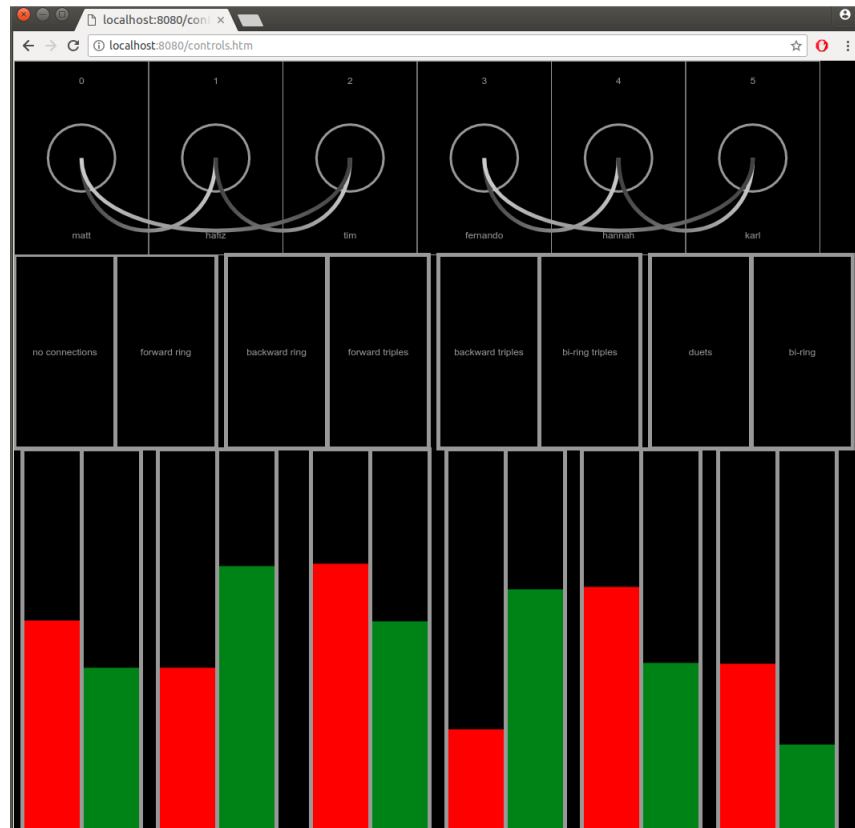 localhost:8080/con
localhost:8080/controls.htm
0 1 2 3 4 5
matt hafiz tim fernando hannah karl
no connections forward ring backward ring forward triples backward triples bi-ring triples duets bi-ring